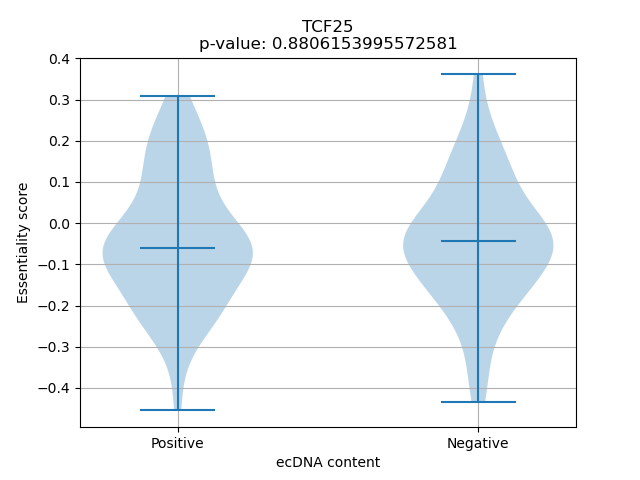 TCF25
p-value: 0.8806153995572581
0.4
0.3
0.2
0.1
0.0
−0.1
−0.2
−0.3
−0.4
Essentiality score
Positive
Negative
ecDNA content